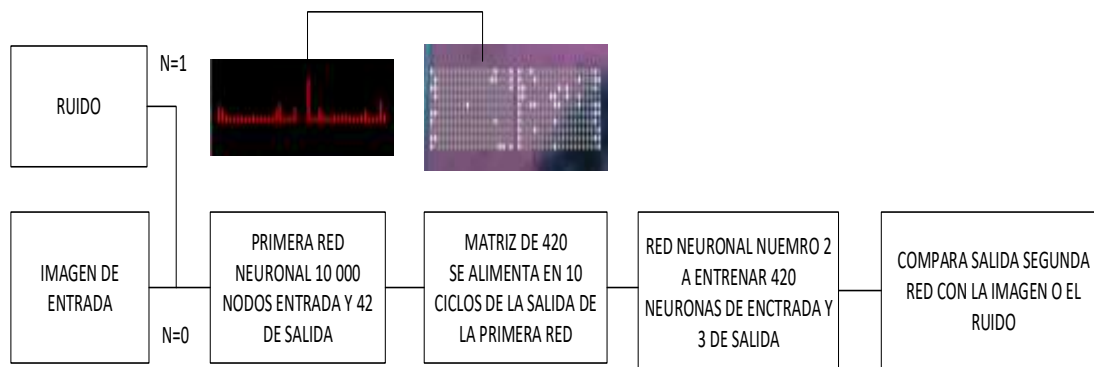 N=1
RUIDO
IMAGEN DE
ENTRADA
N=0
PRIMERA RED
NEURONAL 10 000
NODOS ENTRADA Y 42
DE SALIDA
MATRIZ DE 420
SE ALIMENTA EN 10
CICLOS DE LA SALIDA DE
LA PRIMERA RED
RED NEURONAL NUEMRO 2
A ENTRENAR 420
NEURONAS DE ENCTRADA Y
3 DE SALIDA
COMPARA SALIDA SEGUNDA
RED CON LA IMAGEN O EL
RUIDO